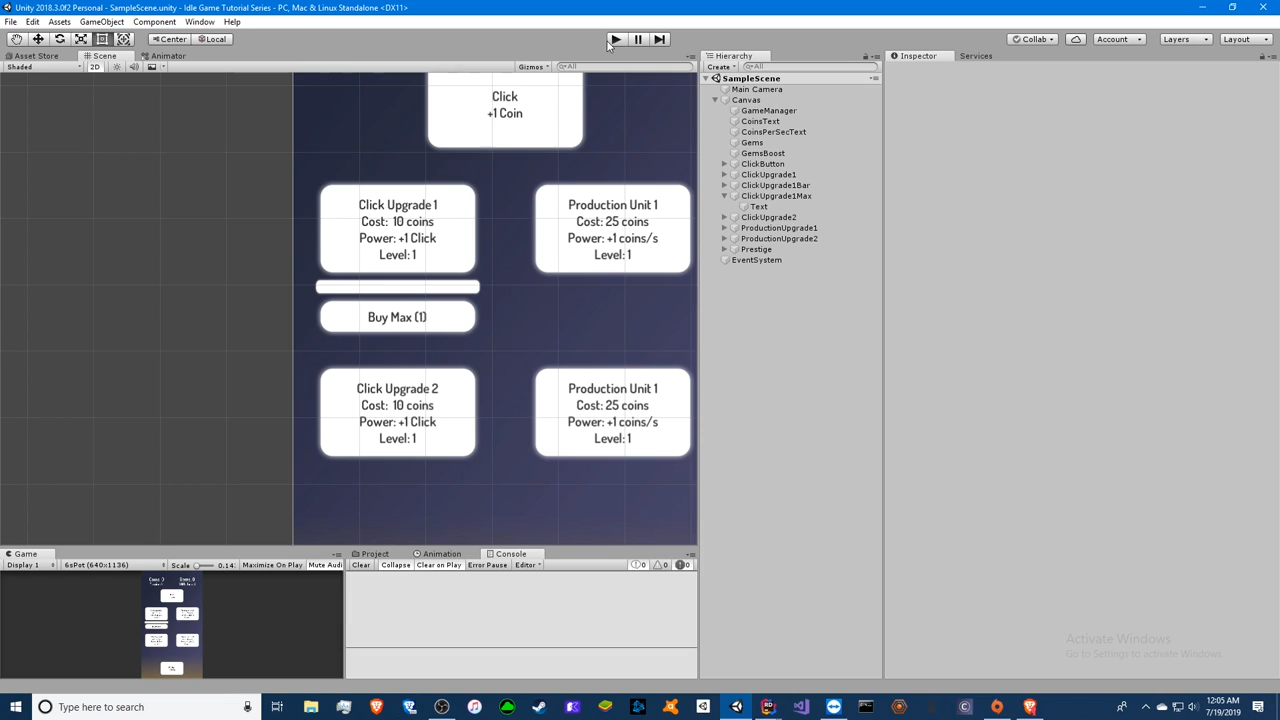 Unity 2018.3.0f2 Personal - SampleScene.unity - Idle Game Tutorial Series - PC, Mac & Linux Standalone <DX11>
File Edit Assets GameObject Component Window Help
Center Local Collab Account Layers Layout
Asset Store Scene Animator
Shaded 2D Gizmos All
Click
+1 Coin
Click Upgrade 1
Cost: 10 coins
Power: +1 Click
Level: 1
Production Unit 1
Cost: 25 coins
Power: +1 coins/s
Level: 1
Buy Max (1)
Click Upgrade 2
Cost: 10 coins
Power: +1 Click
Level: 1
Production Unit 1
Cost: 25 coins
Power: +1 coins/s
Level: 1
Hierarchy
Create All
SampleScene
Main Camera
Canvas
GameManager
CoinsText
CoinsPerSecText
Gems
GemsBoost
ClickButton
ClickUpgrade1
ClickUpgrade1Bar
ClickUpgrade1Max
Text
ClickUpgrade2
ProductionUpgrade1
ProductionUpgrade2
Prestige
EventSystem
Inspector Services
Game
Display 1 6sPot (640x1136) Scale 0.14: Maximize On Play Mute Audi
Project Animation Console
Clear Collapse Clear on Play Error Pause Editor 0 0 0
Activate Windows
Go to Settings to activate Windows.
Type here to search
12:05 AM
7/19/2019